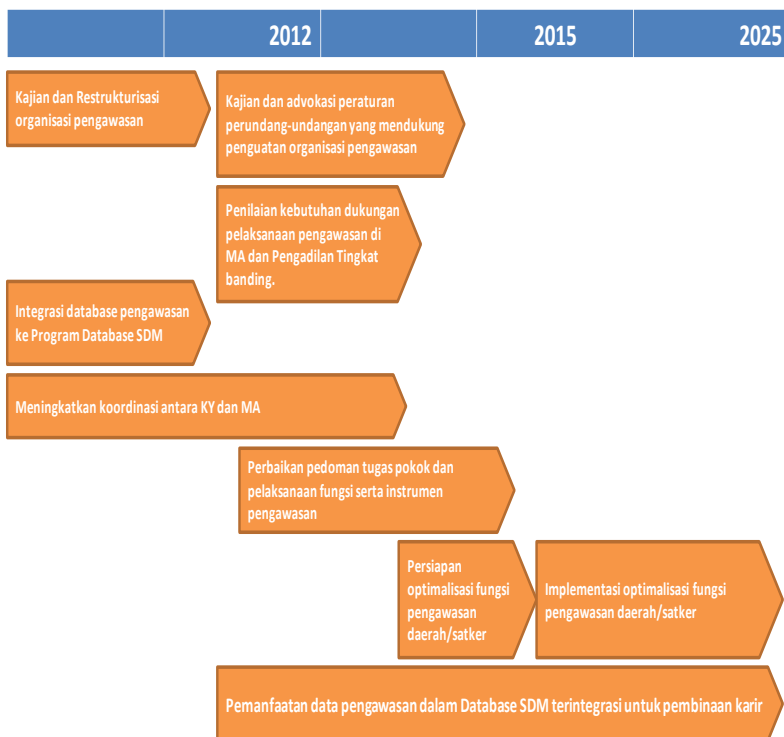 2012 2015 2025
Kajian dan Restrukturisasi
organisasi pengawasan
Kajian dan advokasi peraturan
perundang-undangan yang mendukung
penguatan organisasi pengawasan
Penilaian kebutuhan dukungan
pelaksanaan pengawasan di
MA dan Pengadilan Tingkat
banding.
Integrasi database pengawasan
ke Program Database SDM
Meningkatkan koordinasi antara KY dan MA
Perbaikan pedoman tugas pokok dan
pelaksanaan fungsi serta instrumen
pengawasan
Persiapan
optimalisasi fungsi
pengawasan
daerah/satker
Implementasi optimalisasi fungsi
pengawasan daerah/satker
Pemanfaatan data pengawasan dalam Database SDM terintegrasi untuk pembinaan karir